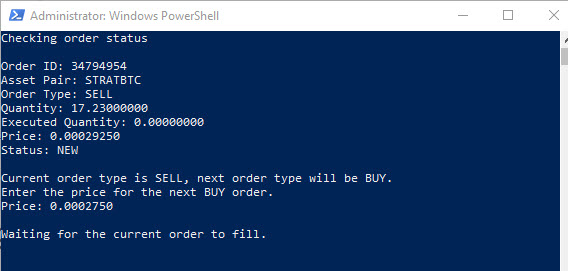 Administrator: Windows PowerShell
Checking order status
Order ID: 34794954
Asset Pair: STRATBTC
Order Type: SELL
Quantity: 17.23000000
Executed Quantity: 0.00000000
Price: 0.00029250
Status: NEW
Current order type is SELL, next order type will be BUY.
Enter the price for the next BUY order.
Price: 0.0002750
Waiting for the current order to fill.